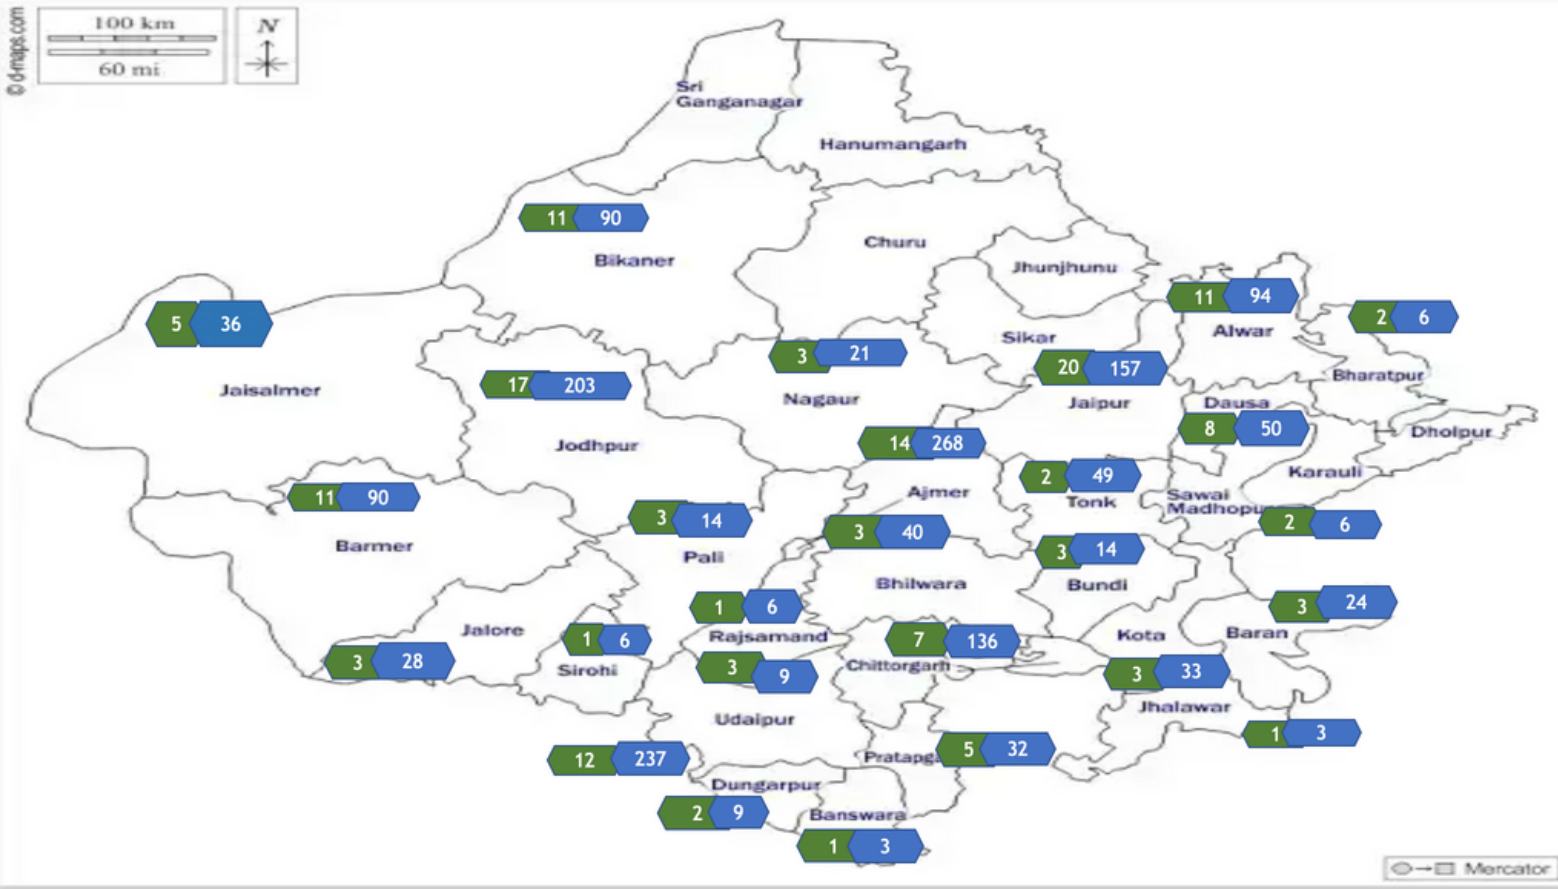 © d-maps.com
100 km
60 mi
N
Sri
Ganganagar
Hanumangarh
11 90
Bikaner
Churu
Jhunjhunu
5 36
Jaisalmer
11 94
Alwar
2 6
Bharatpur
Sikar
3 21
Nagaur
20 157
Jaipur
17 203
Jodhpur
Dausa
8 50
Dholpur
Karauli
14 268
Ajmer
2 49
Tonk
Sawai
Madhopu
2 6
11 90
Barmer
3 14
Pali
3 40
Bhilwara
3 14
Bundi
1 6
Rajsamand
3 24
Baran
Kota
Jalore
3 28
1 6
Sirohi
7 136
Chittorgarh
3 9
Udaipur
3 33
Jhalawar
1 3
12 237
Pratapga
5 32
Dungarpur
2 9
Banswara
1 3
Mercator